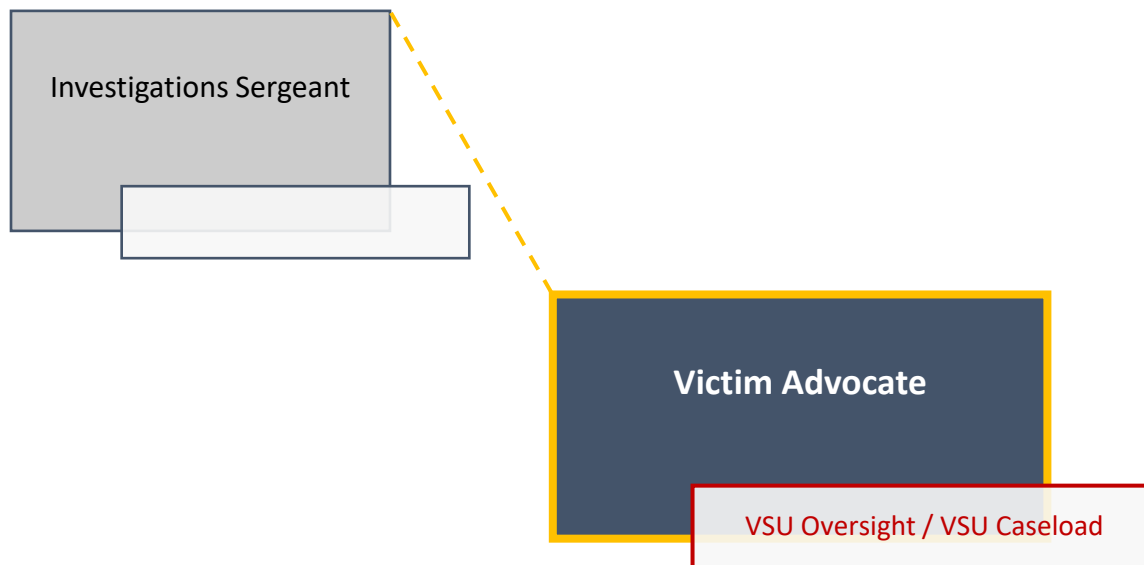 Investigations Sergeant
Victim Advocate
VSU Oversight / VSU Caseload